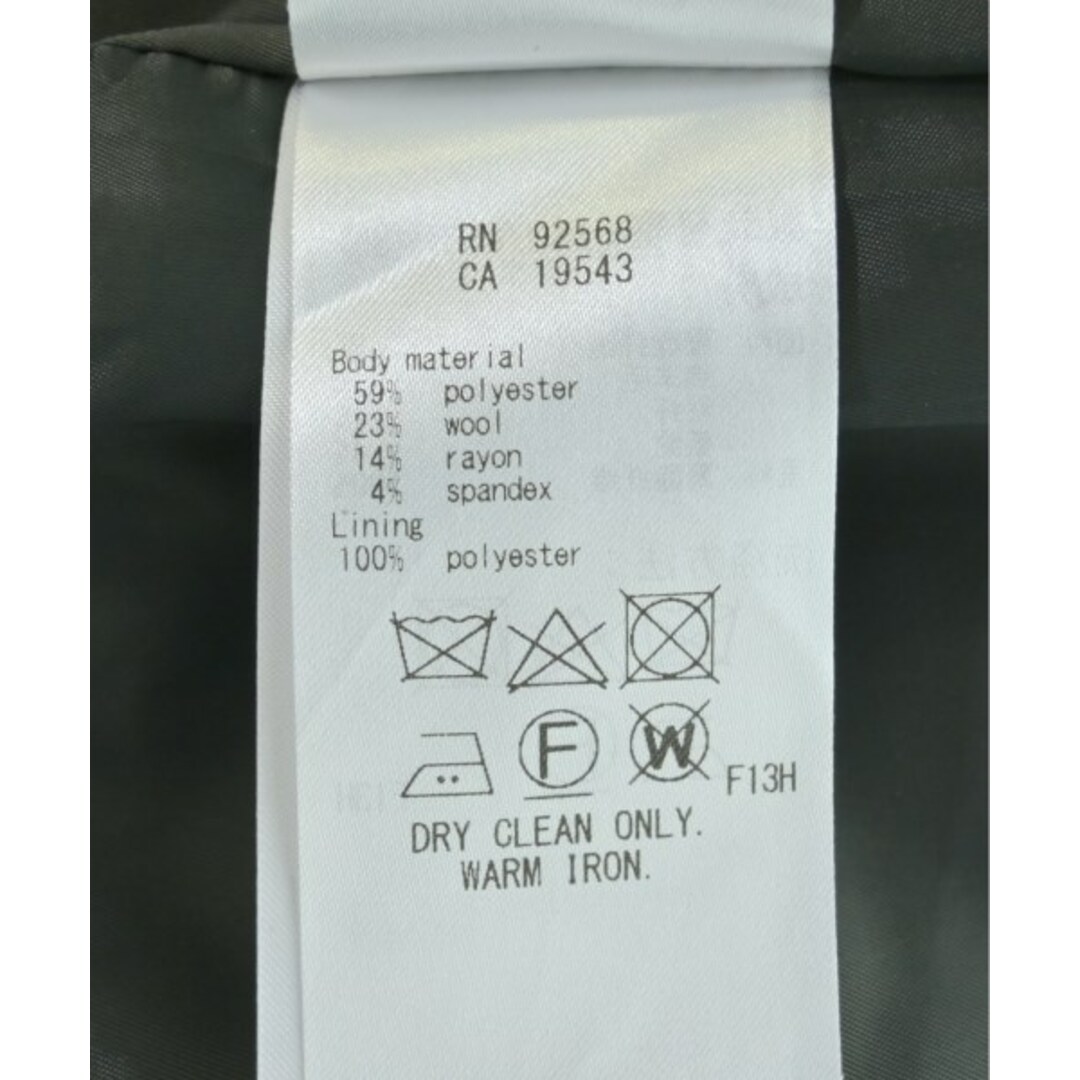 RN 92568
CA 19543
Body material
59% polyester
23% wool
14% rayon
4% spandex
Lining
100% polyester
F W F13H
DRY CLEAN ONLY.
WARM IRON.